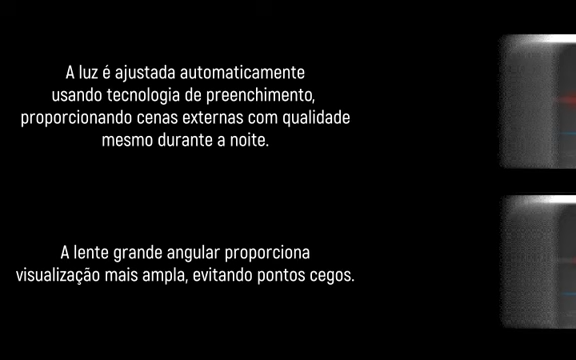 A luz é ajustada automaticamente
usando tecnologia de preenchimento,
proporcionando cenas externas com qualidade
mesmo durante a noite.
A lente grande angular proporciona
visualização mais ampla, evitando pontos cegos.